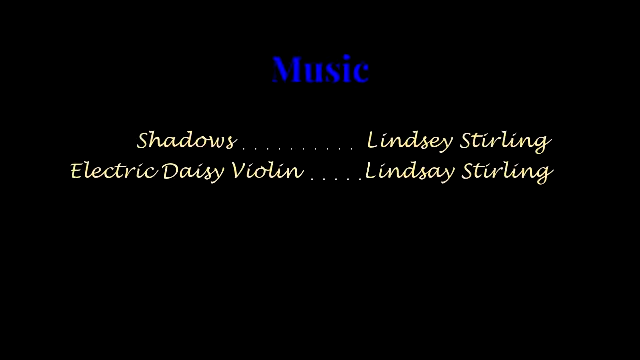 Music
Shadows . . . . . . . . . . Lindsey Stirling
Electric Daisy Violin . . . . .Lindsay Stirling